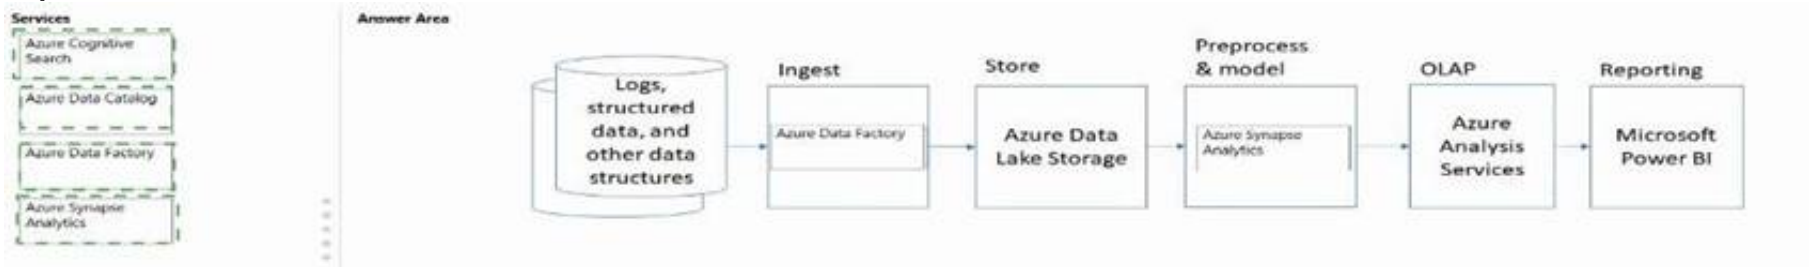 Services
Answer Area
Azure Cognitive
Search
Azure Data Catalog
Azure Data Factory
Azure Synapse
Analytics
Logs,
structured
data, and
other data
structures
Ingest
Azure Data Factory
Store
Azure Data
Lake Storage
Preprocess
& model
Azure Synapse
Analytics
OLAP
Azure
Analysis
Services
Reporting
Microsoft
Power BI